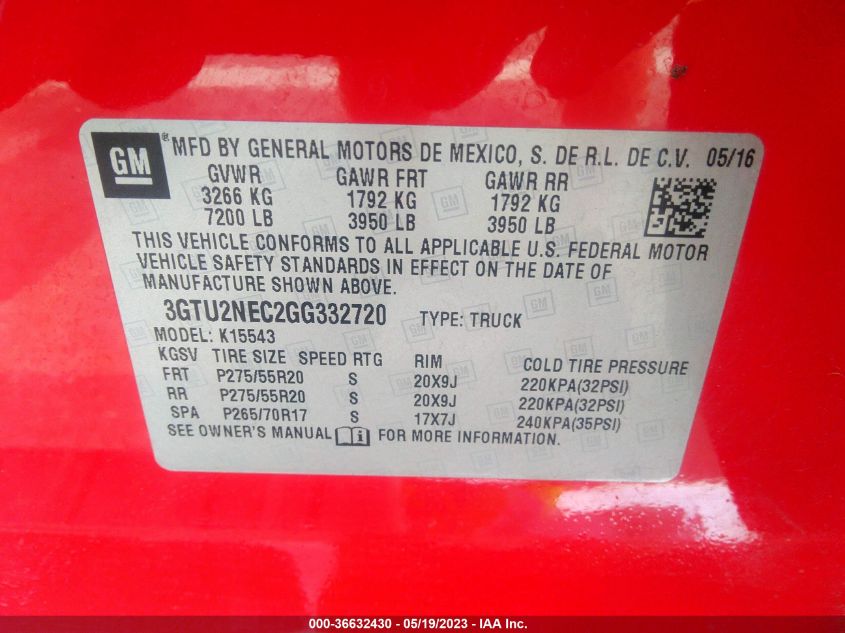 GM ® MFD BY GENERAL MOTORS DE MEXICO, S. DE R.L. DE C.V. 05/16
GVWR GAWR FRT GAWR RR
3266 KG 1792 KG 1792 KG
7200 LB 3950 LB 3950 LB
THIS VEHICLE CONFORMS TO ALL APPLICABLE U.S. FEDERAL MOTOR
VEHICLE SAFETY STANDARDS IN EFFECT ON THE DATE OF
MANUFACTURE SHOWN ABOVE.
3GTU2NEC2GG332720 TYPE: TRUCK
MODEL: K15543
KGSV TIRE SIZE SPEED RTG RIM COLD TIRE PRESSURE
FRT P275/55R20 S 20X9J 220KPA(32PSI)
RR P275/55R20 S 20X9J 220KPA(32PSI)
SPA P265/70R17 S 17X7J 240KPA(35PSI)
SEE OWNER'S MANUAL i FOR MORE INFORMATION.
000-36632430 - 05/19/2023 - IAA Inc.